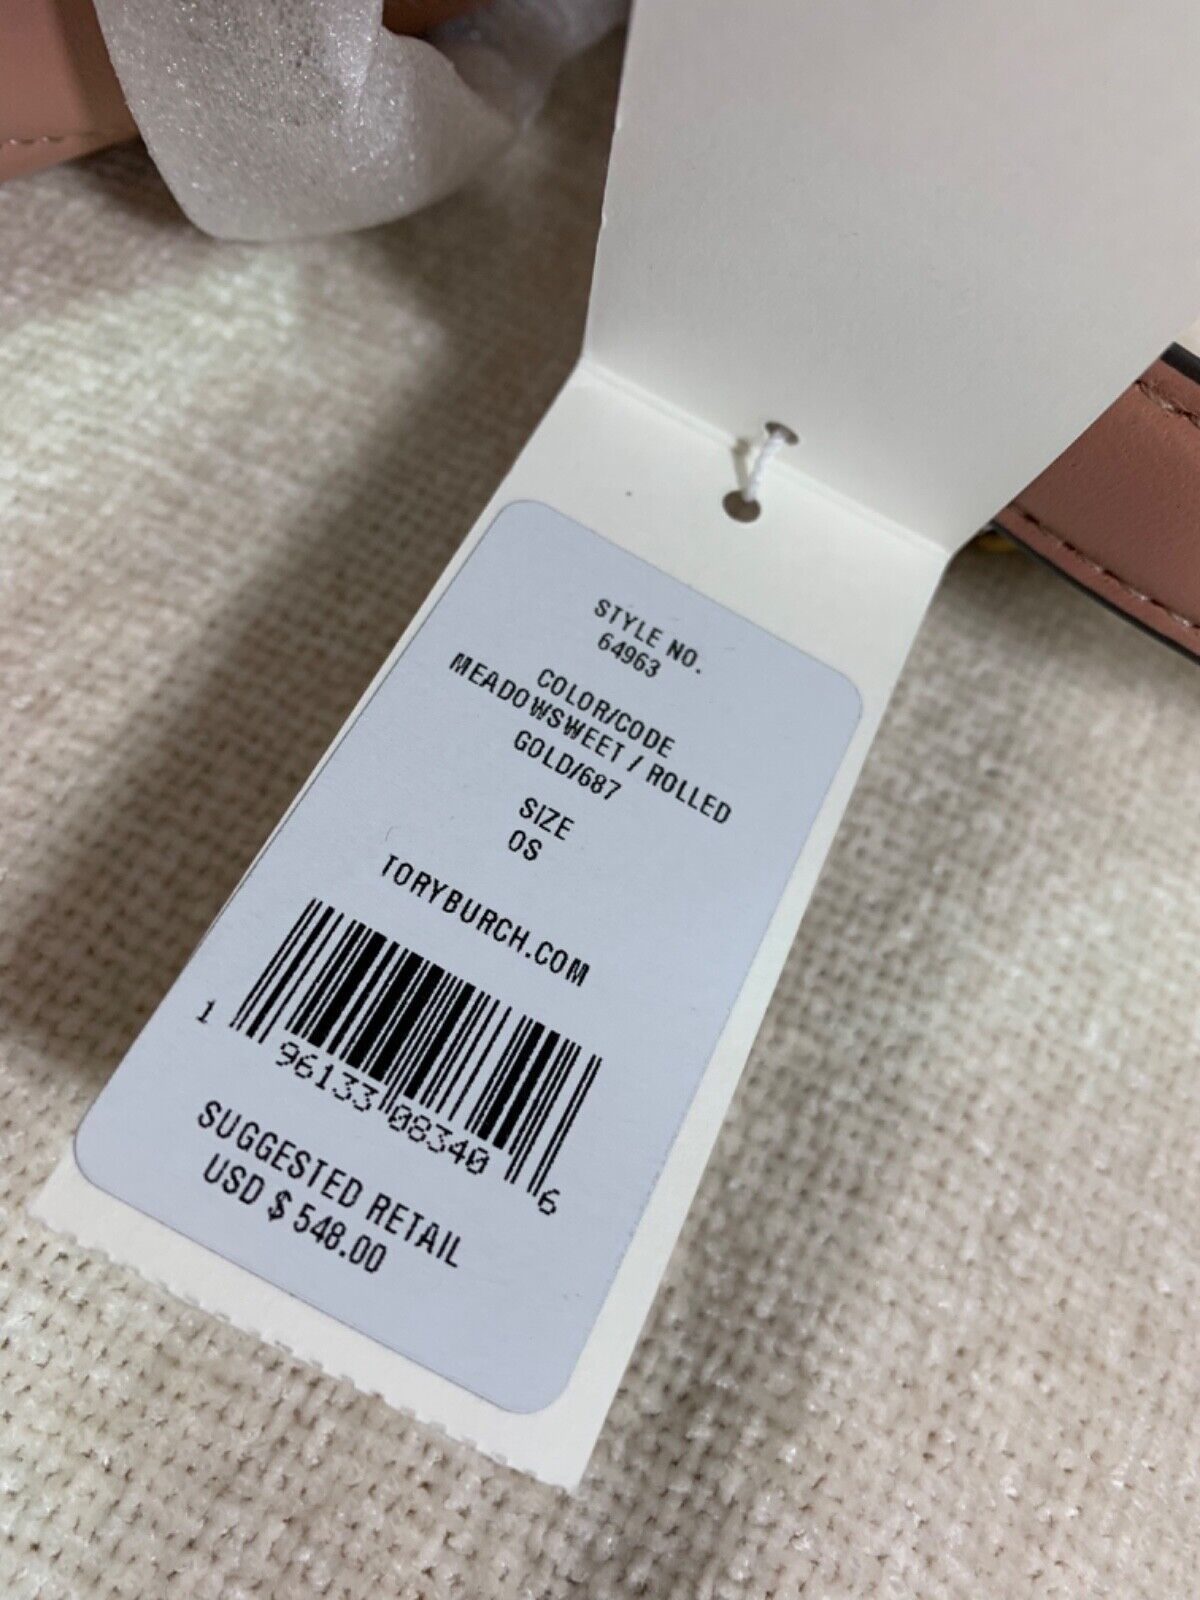 STYLE NO.
64963
COLOR/CODE
MEADOWSWEET / ROLLED
GOLD/687
SIZE
OS
TORYBURCH.COM
1 96133 08340 6
SUGGESTED RETAIL
USD $ 548.00